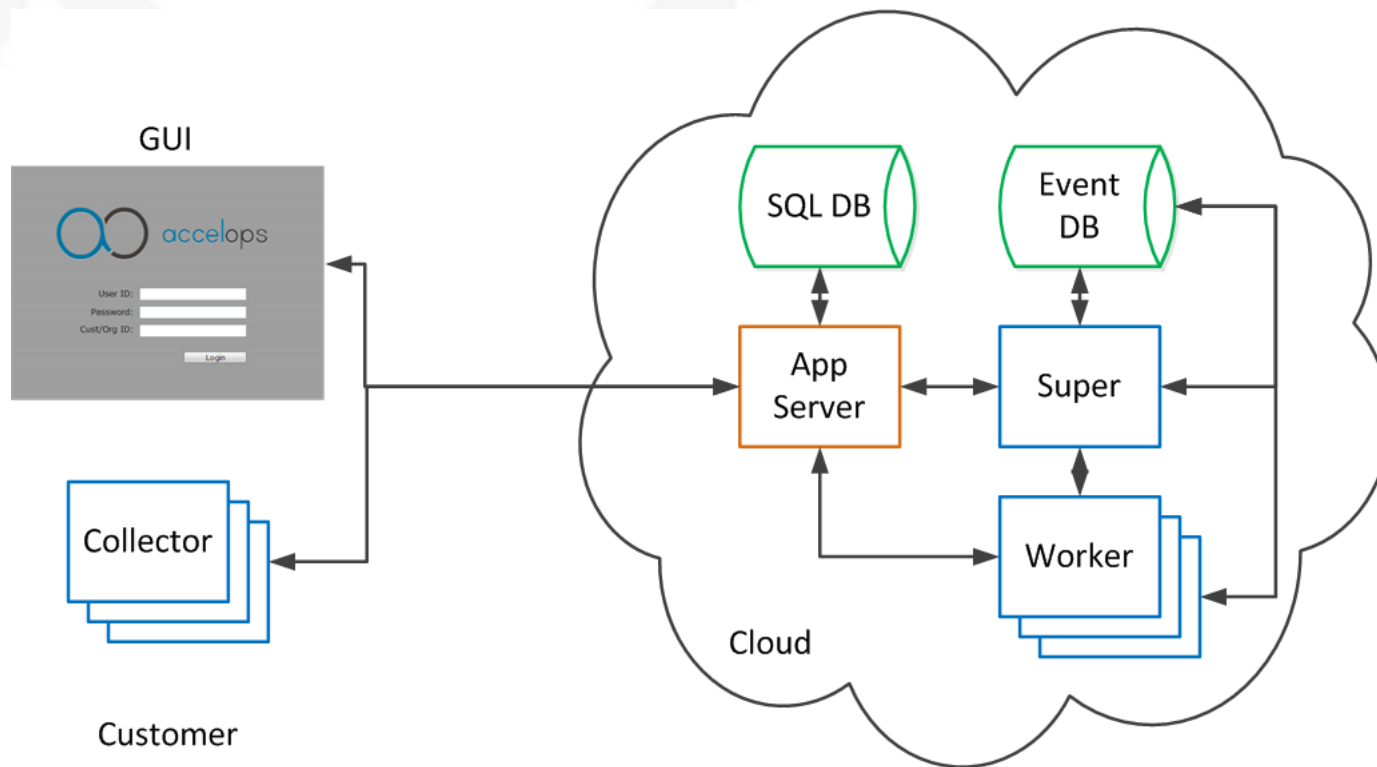 GUI
accelops
User ID:
Password:
Cust/Org ID:
Login
Collector
Customer
SQL DB
Event
DB
App
Server
Super
Worker
Cloud